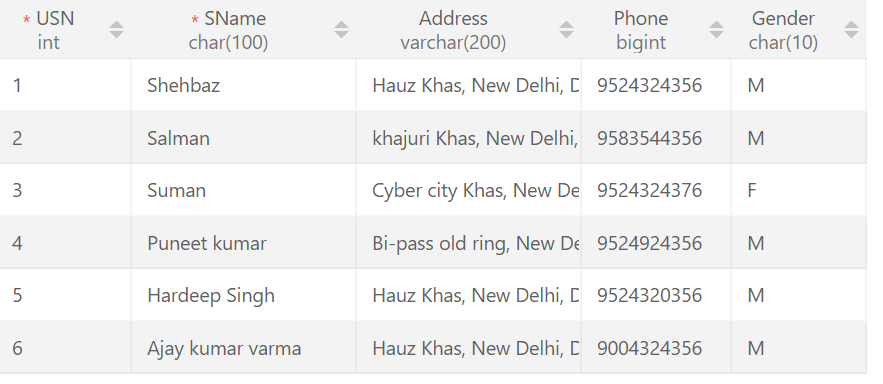 * USN * SName Address Phone Gender
int char(100) varchar(200) bigint char(10)
1 Shehbaz Hauz Khas, New Delhi, D 9524324356 M
2 Salman khajuri Khas, New Delhi, 9583544356 M
3 Suman Cyber city Khas, New De 9524324376 F
4 Puneet kumar Bi-pass old ring, New De 9524924356 M
5 Hardeep Singh Hauz Khas, New Delhi, D 9524320356 M
6 Ajay kumar varma Hauz Khas, New Delhi, D 9004324356 M